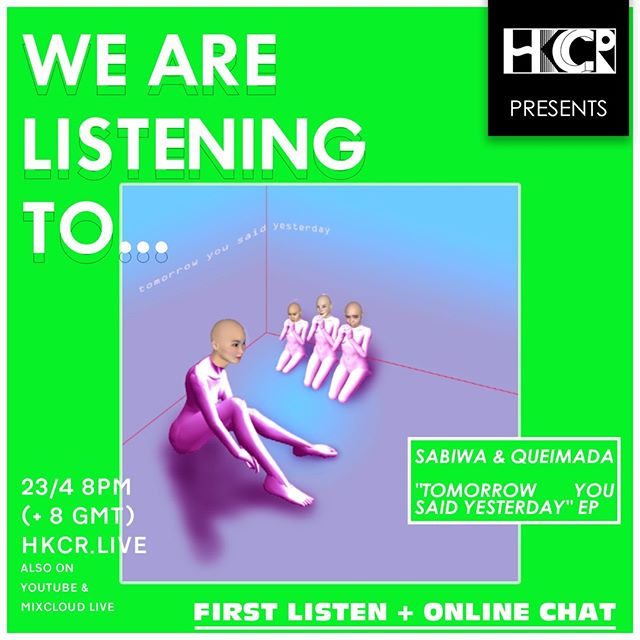 WE ARE
LISTENING
TO...
HKCR
PRESENTS
tomorrow you said yesterday
SABIWA & QUEIMADA
"TOMORROW YOU
SAID YESTERDAY" EP
23/4 8PM
(+ 8 GMT)
HKCR.LIVE
ALSO ON
YOUTUBE &
MIXCLOUD LIVE
FIRST LISTEN + ONLINE CHAT